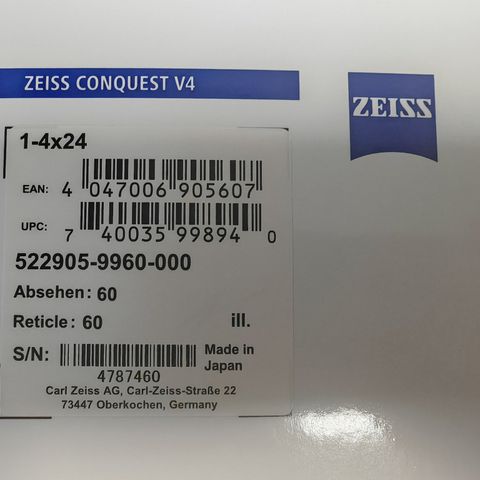 ZEISS CONQUEST V4
ZEISS
1-4x24
EAN: 4 047006 905607
UPC: 7 40035 99894 0
522905-9960-000
Absehen: 60
Reticle: 60 ill.
S/N: Made in
Japan
4787460
Carl Zeiss AG, Carl-Zeiss-Straße 22
73447 Oberkochen, Germany